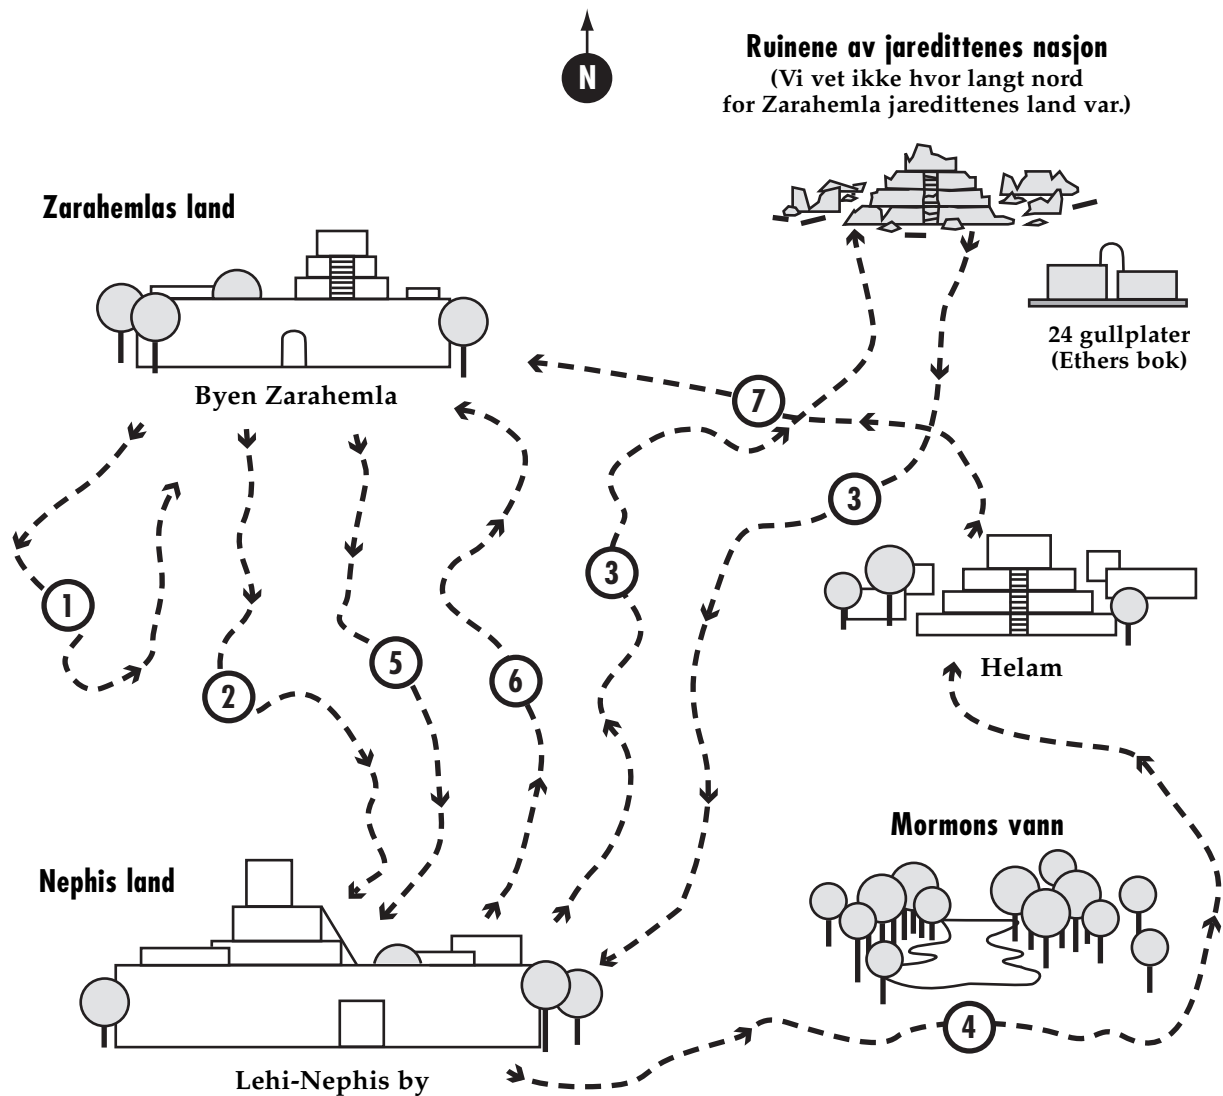 N
Ruinene av jaredittenes nasjon
(Vi vet ikke hvor langt nord
for Zarahemla jaredittenes land var.)
Zarahemlas land
24 gullplater
(Ethers bok)
Byen Zarahemla
7
3
3
1
5
2
6
Helam
Mormons vann
Nephis land
4
Lehi-Nephis by